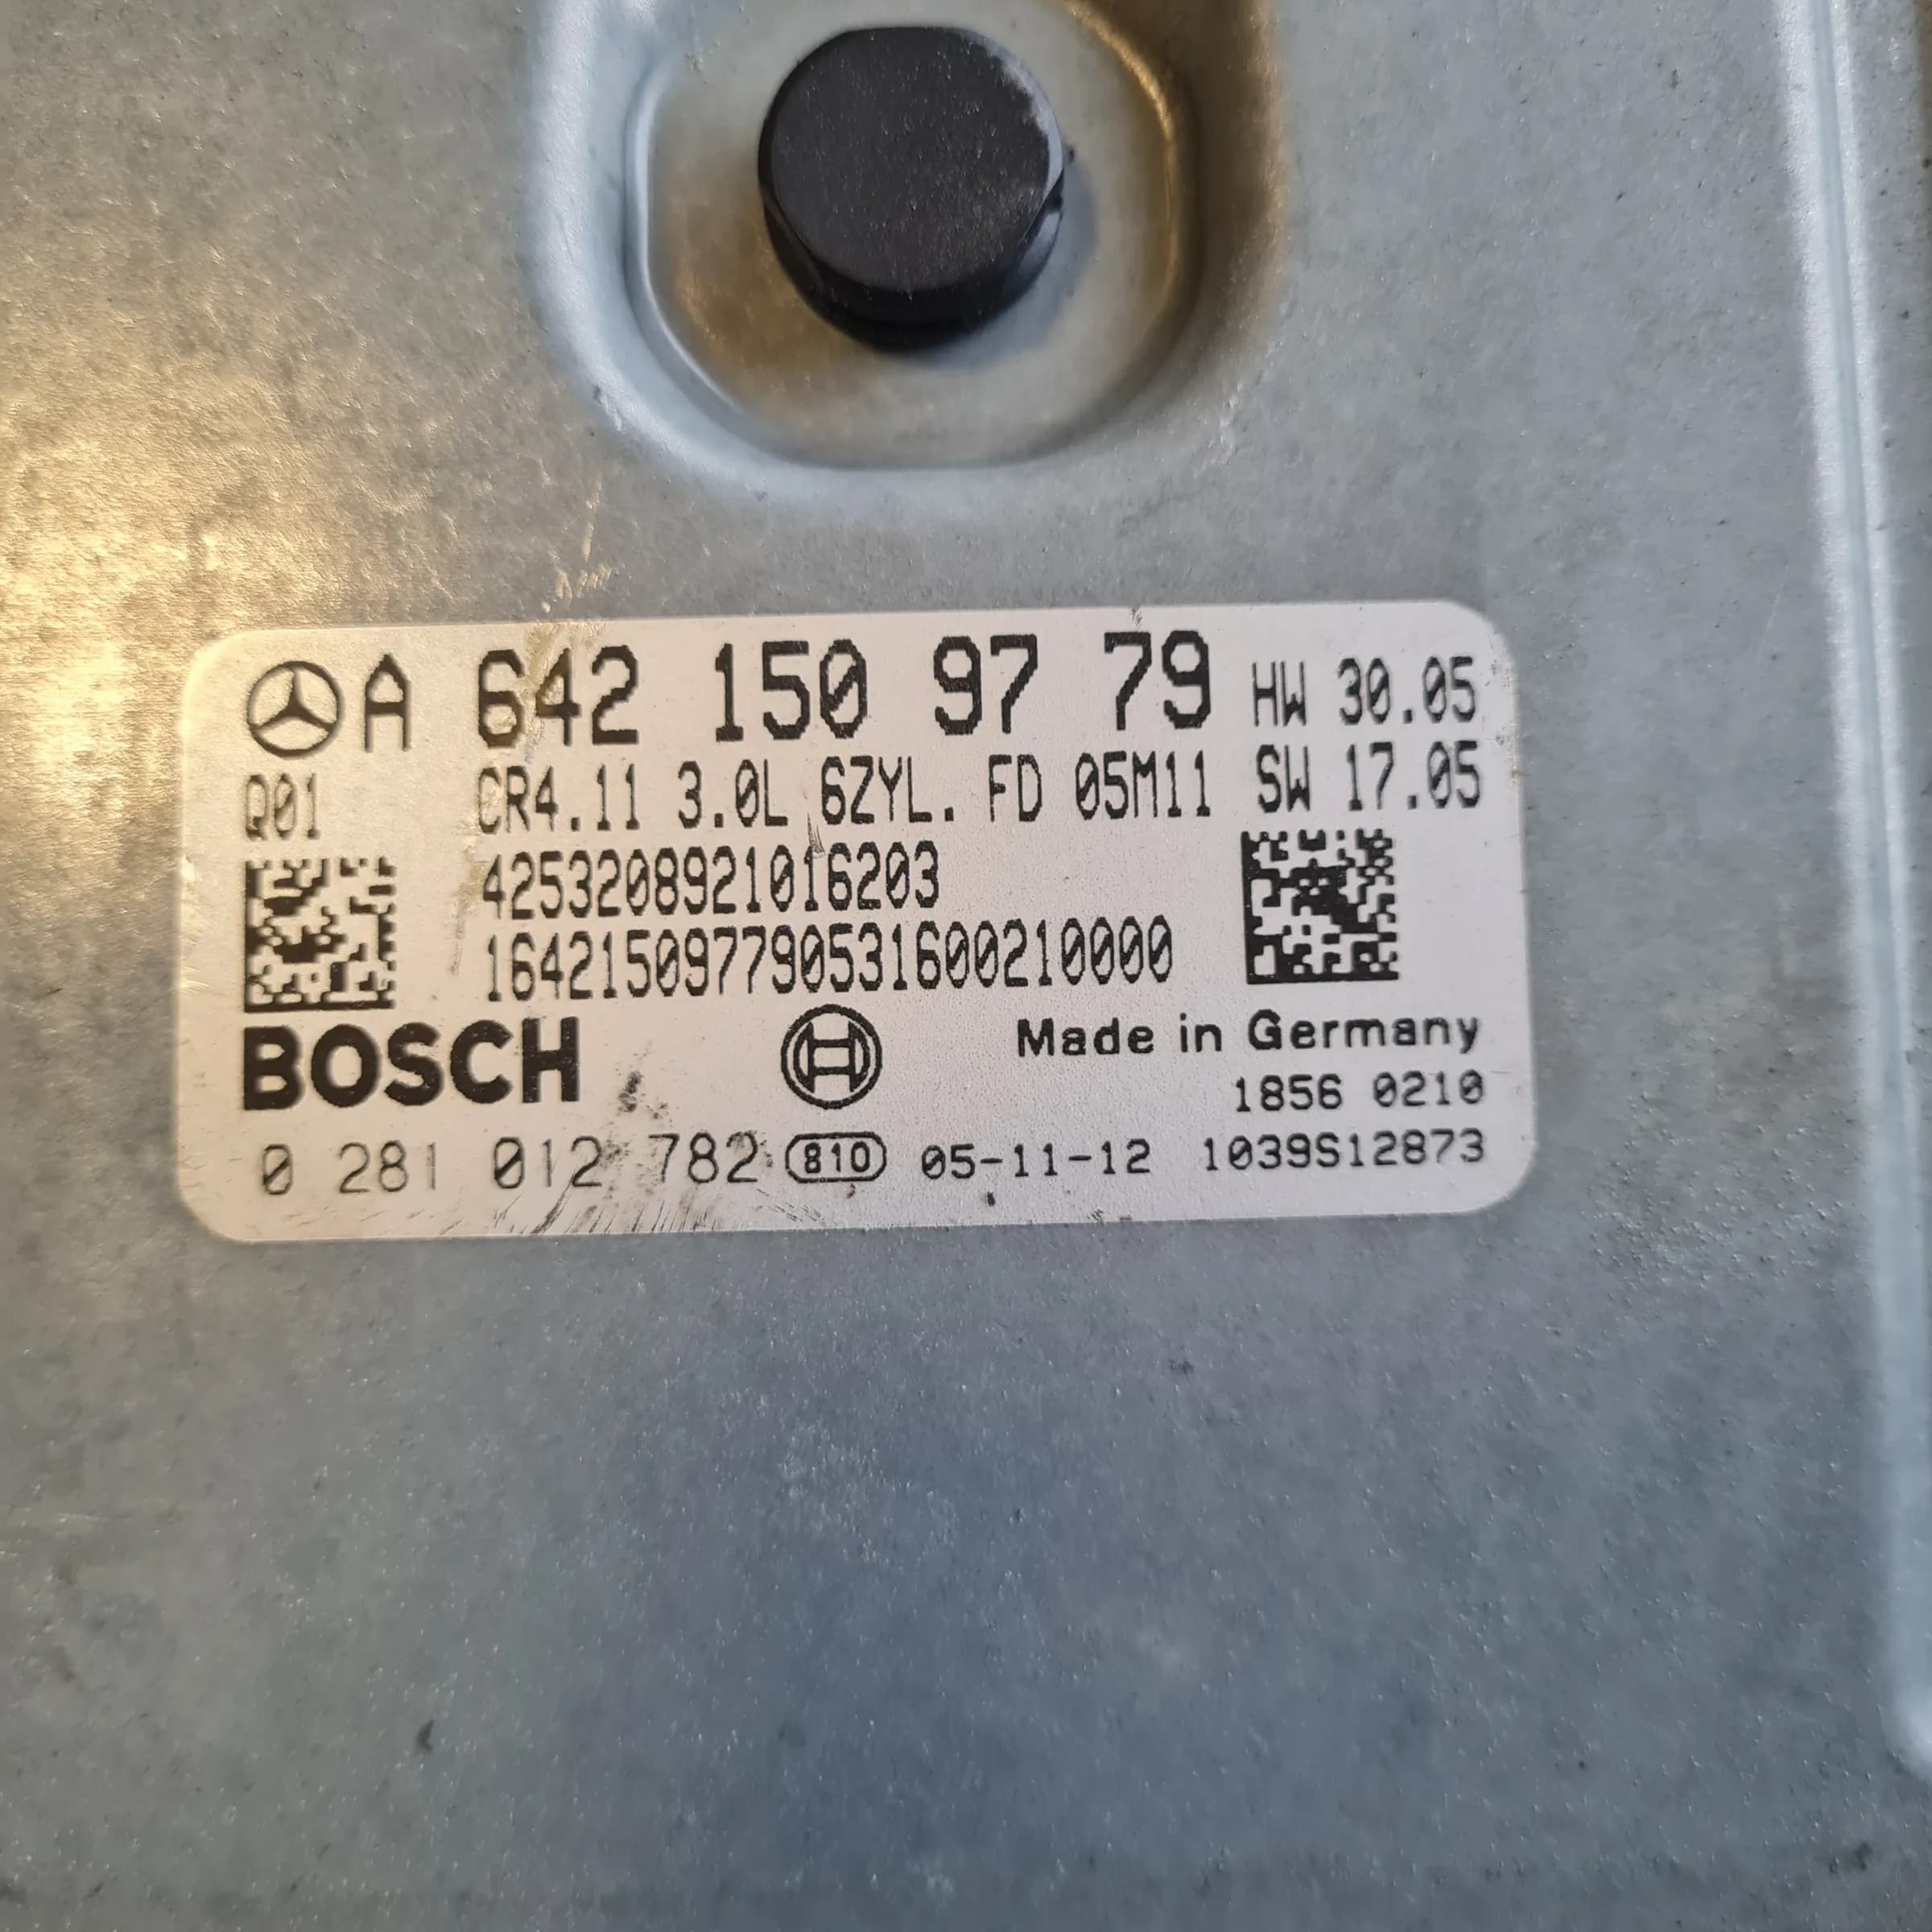 A 642 150 97 79 HW 30.05
Q01 CR4.11 3.0L 6ZYL. FD 05M11 SW 17.05
4253208921016203
164215097790531600210000
BOSCH Made in Germany
1856 0210
0 281 012 782 810 05-11-12 1039S12873